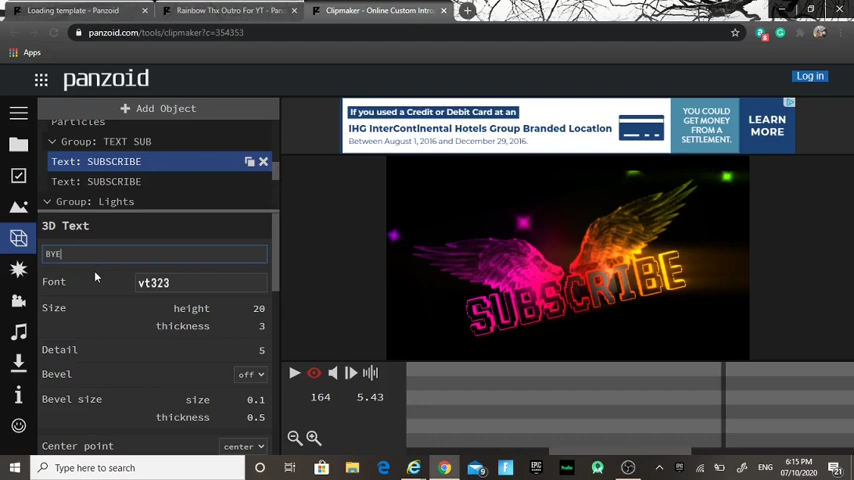 Loading template - Panzoid
Rainbow Thx Outro For YT - Pan
Clipmaker - Online Custom Intro
panzoid.com/tools/clipmaker?c=354353
Apps
panzoid
Log in
Add Object
If you used a Credit or Debit Card at an
IHG InterContinental Hotels Group Branded Location
Between August 1, 2016 and December 29, 2016.
YOU COULD
GET MONEY
FROM A
SETTLEMENT.
LEARN
MORE
Particles
Group: TEXT SUB
Text: SUBSCRIBE
Text: SUBSCRIBE
Group: Lights
3D Text
BYE
Font
vt323
Size
height
20
thickness
3
Detail
5
Bevel
off
Bevel size
size
0.1
thickness
0.5
Center point
center
SUBSCRIBE
164
5.43
Type here to search
EPIC
hulu
ENG
6:15 PM
07/10/2020
21